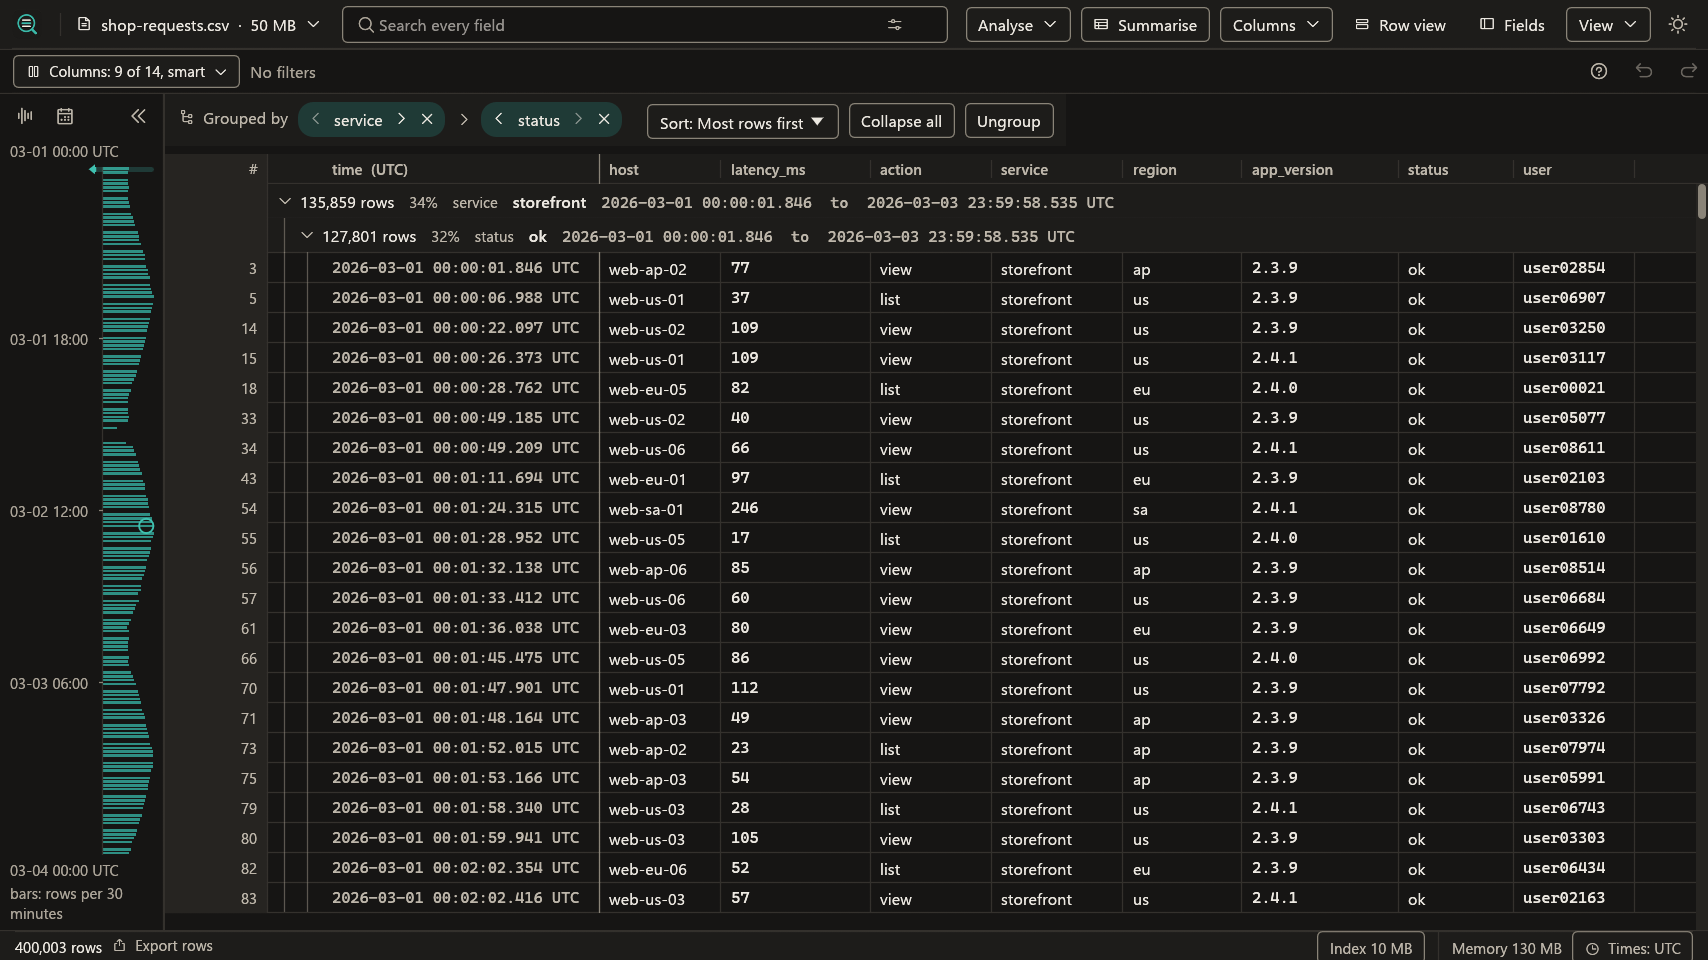 shop-requests.csv · 50 MB
Search every field
Analyse
Summarise
Columns
Row view
Fields
View
Columns: 9 of 14, smart
No filters
Grouped by
service
status
Sort: Most rows first
Collapse all
Ungroup
03-01 00:00 UTC
03-01 18:00
03-02 12:00
03-03 06:00
03-04 00:00 UTC
bars: rows per 30
minutes
# time (UTC) host latency_ms action service region app_version status user
135,859 rows 34% service storefront 2026-03-01 00:00:01.846 to 2026-03-03 23:59:58.535 UTC
127,801 rows 32% status ok 2026-03-01 00:00:01.846 to 2026-03-03 23:59:58.535 UTC
3 2026-03-01 00:00:01.846 UTC web-ap-02 77 view storefront ap 2.3.9 ok user02854
5 2026-03-01 00:00:06.988 UTC web-us-01 37 list storefront us 2.3.9 ok user06907
14 2026-03-01 00:00:22.097 UTC web-us-02 109 view storefront us 2.3.9 ok user03250
15 2026-03-01 00:00:26.373 UTC web-us-01 109 view storefront us 2.4.1 ok user03117
18 2026-03-01 00:00:28.762 UTC web-eu-05 82 list storefront eu 2.4.0 ok user00021
33 2026-03-01 00:00:49.185 UTC web-us-02 40 view storefront us 2.3.9 ok user05077
34 2026-03-01 00:00:49.209 UTC web-us-06 66 view storefront us 2.4.1 ok user08611
43 2026-03-01 00:01:11.694 UTC web-eu-01 97 list storefront eu 2.3.9 ok user02103
54 2026-03-01 00:01:24.315 UTC web-sa-01 246 view storefront sa 2.4.1 ok user08780
55 2026-03-01 00:01:28.952 UTC web-us-05 17 list storefront us 2.4.0 ok user01610
56 2026-03-01 00:01:32.138 UTC web-ap-06 85 view storefront ap 2.3.9 ok user08514
57 2026-03-01 00:01:33.412 UTC web-us-06 60 view storefront us 2.3.9 ok user06684
61 2026-03-01 00:01:36.038 UTC web-eu-03 80 view storefront eu 2.3.9 ok user06649
66 2026-03-01 00:01:45.475 UTC web-us-05 86 view storefront us 2.4.0 ok user06992
70 2026-03-01 00:01:47.901 UTC web-us-01 112 view storefront us 2.3.9 ok user07792
71 2026-03-01 00:01:48.164 UTC web-ap-03 49 view storefront ap 2.3.9 ok user03326
73 2026-03-01 00:01:52.015 UTC web-ap-02 23 list storefront ap 2.3.9 ok user07974
75 2026-03-01 00:01:53.166 UTC web-ap-03 54 view storefront ap 2.3.9 ok user05991
79 2026-03-01 00:01:58.340 UTC web-us-03 28 list storefront us 2.4.1 ok user06743
80 2026-03-01 00:01:59.941 UTC web-us-03 105 view storefront us 2.3.9 ok user03303
82 2026-03-01 00:02:02.354 UTC web-eu-06 52 list storefront eu 2.3.9 ok user06434
83 2026-03-01 00:02:02.416 UTC web-us-03 57 view storefront us 2.4.1 ok user02163
400,003 rows
Export rows
Index 10 MB
Memory 130 MB
Times: UTC